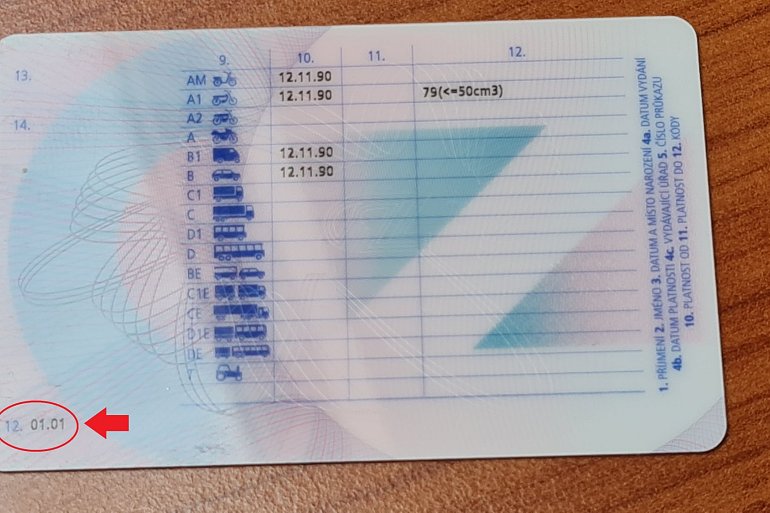 13.
14.
9. 10. 11. 12.
AM 12.11.90
A1 12.11.90 79(<=50cm3)
A2
A
B1 12.11.90
B 12.11.90
C1
C
D1
D
BE
C1E
CE
D1E
DE
T
12. 01.01
1. PŘÍJMENÍ 2. JMÉNO 3. DATUM A MÍSTO NAROZENÍ 4a. DATUM VYDÁNÍ
4b. DATUM PLATNOSTI 4c. VYDÁVAJÍCÍ ÚŘAD 5. ČÍSLO PRŮKAZU
10. PLATNOST OD 11. PLATNOST DO 12. KÓDY